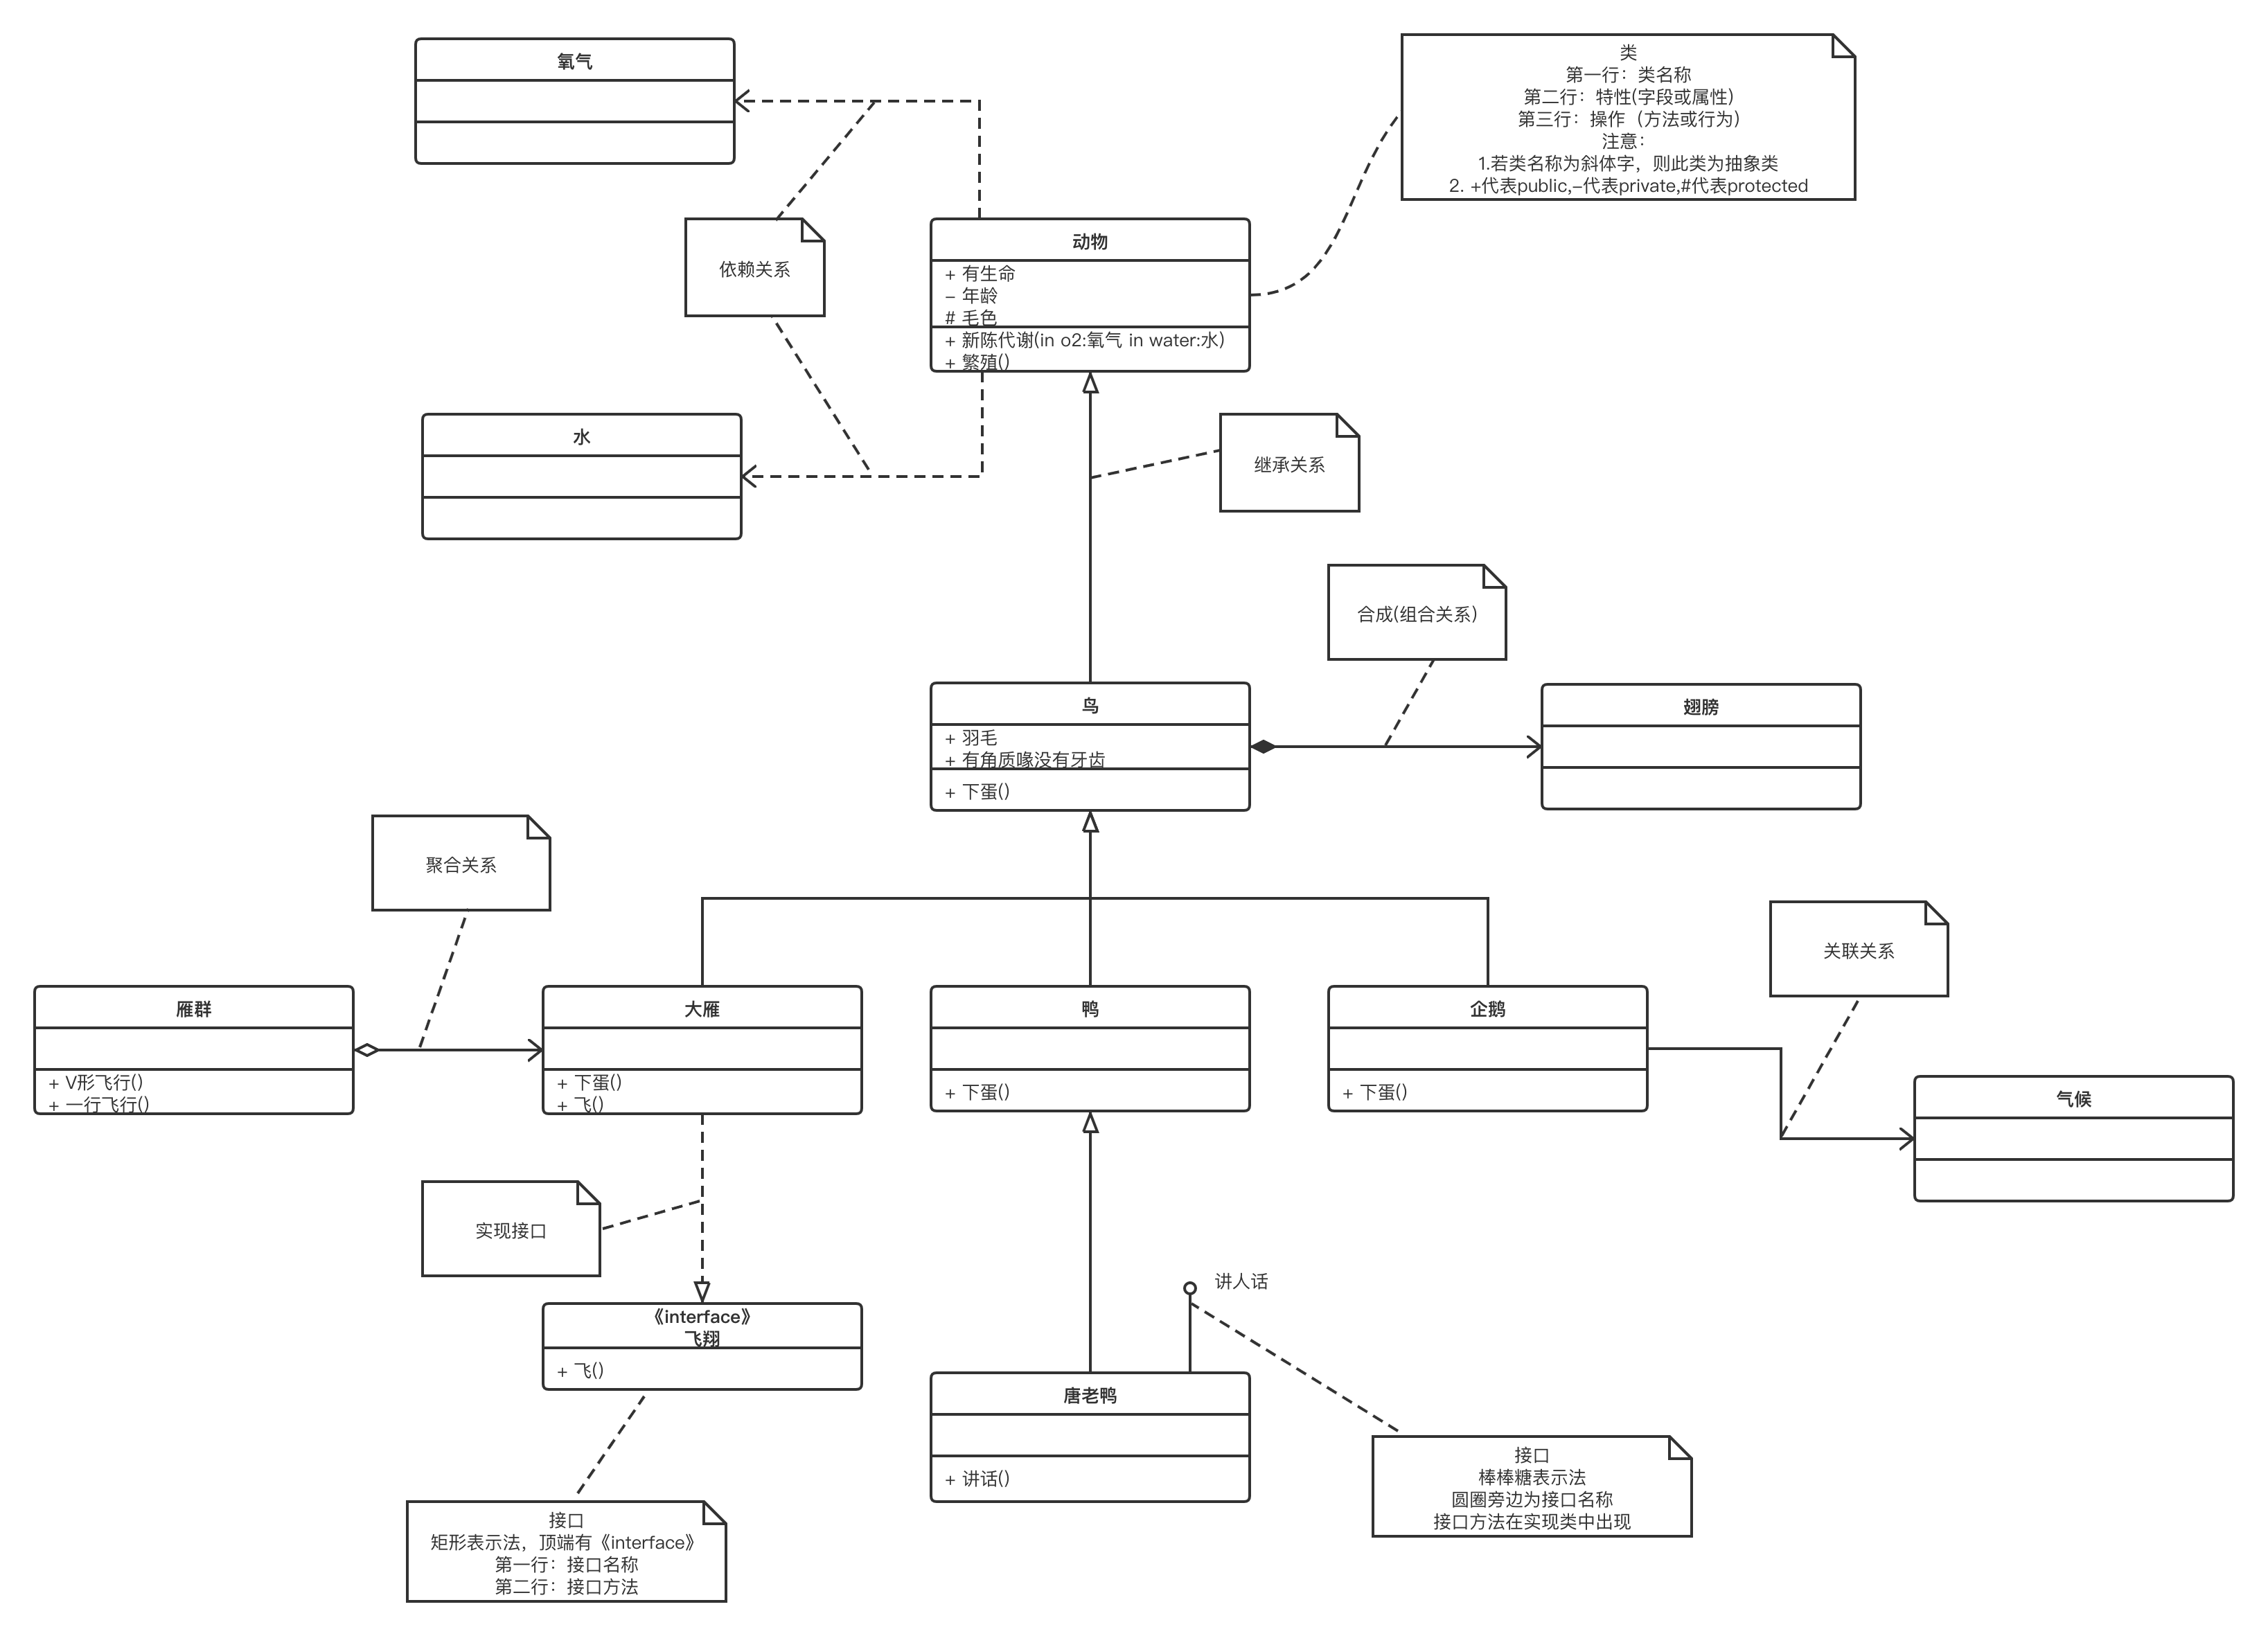 氧气
类
第一行：类名称
第二行：特性(字段或属性)
第三行：操作（方法或行为)
注意：
1.若类名称为斜体字，则此类为抽象类
2. +代表public,-代表private,#代表protected
依赖关系
动物
+ 有生命
- 年龄
# 毛色
+ 新陈代谢(in o2:氧气 in water:水)
+ 繁殖()
水
继承关系
合成(组合关系)
鸟
+ 羽毛
+ 有角质喙没有牙齿
+ 下蛋()
翅膀
聚合关系
关联关系
雁群
+ V形飞行()
+ 一行飞行()
大雁
+ 下蛋()
+ 飞()
鸭
+ 下蛋()
企鹅
+ 下蛋()
气候
实现接口
讲人话
《interface》
飞翔
+ 飞()
唐老鸭
+ 讲话()
接口
棒棒糖表示法
圆圈旁边为接口名称
接口方法在实现类中出现
接口
矩形表示法，顶端有《interface》
第一行：接口名称
第二行：接口方法